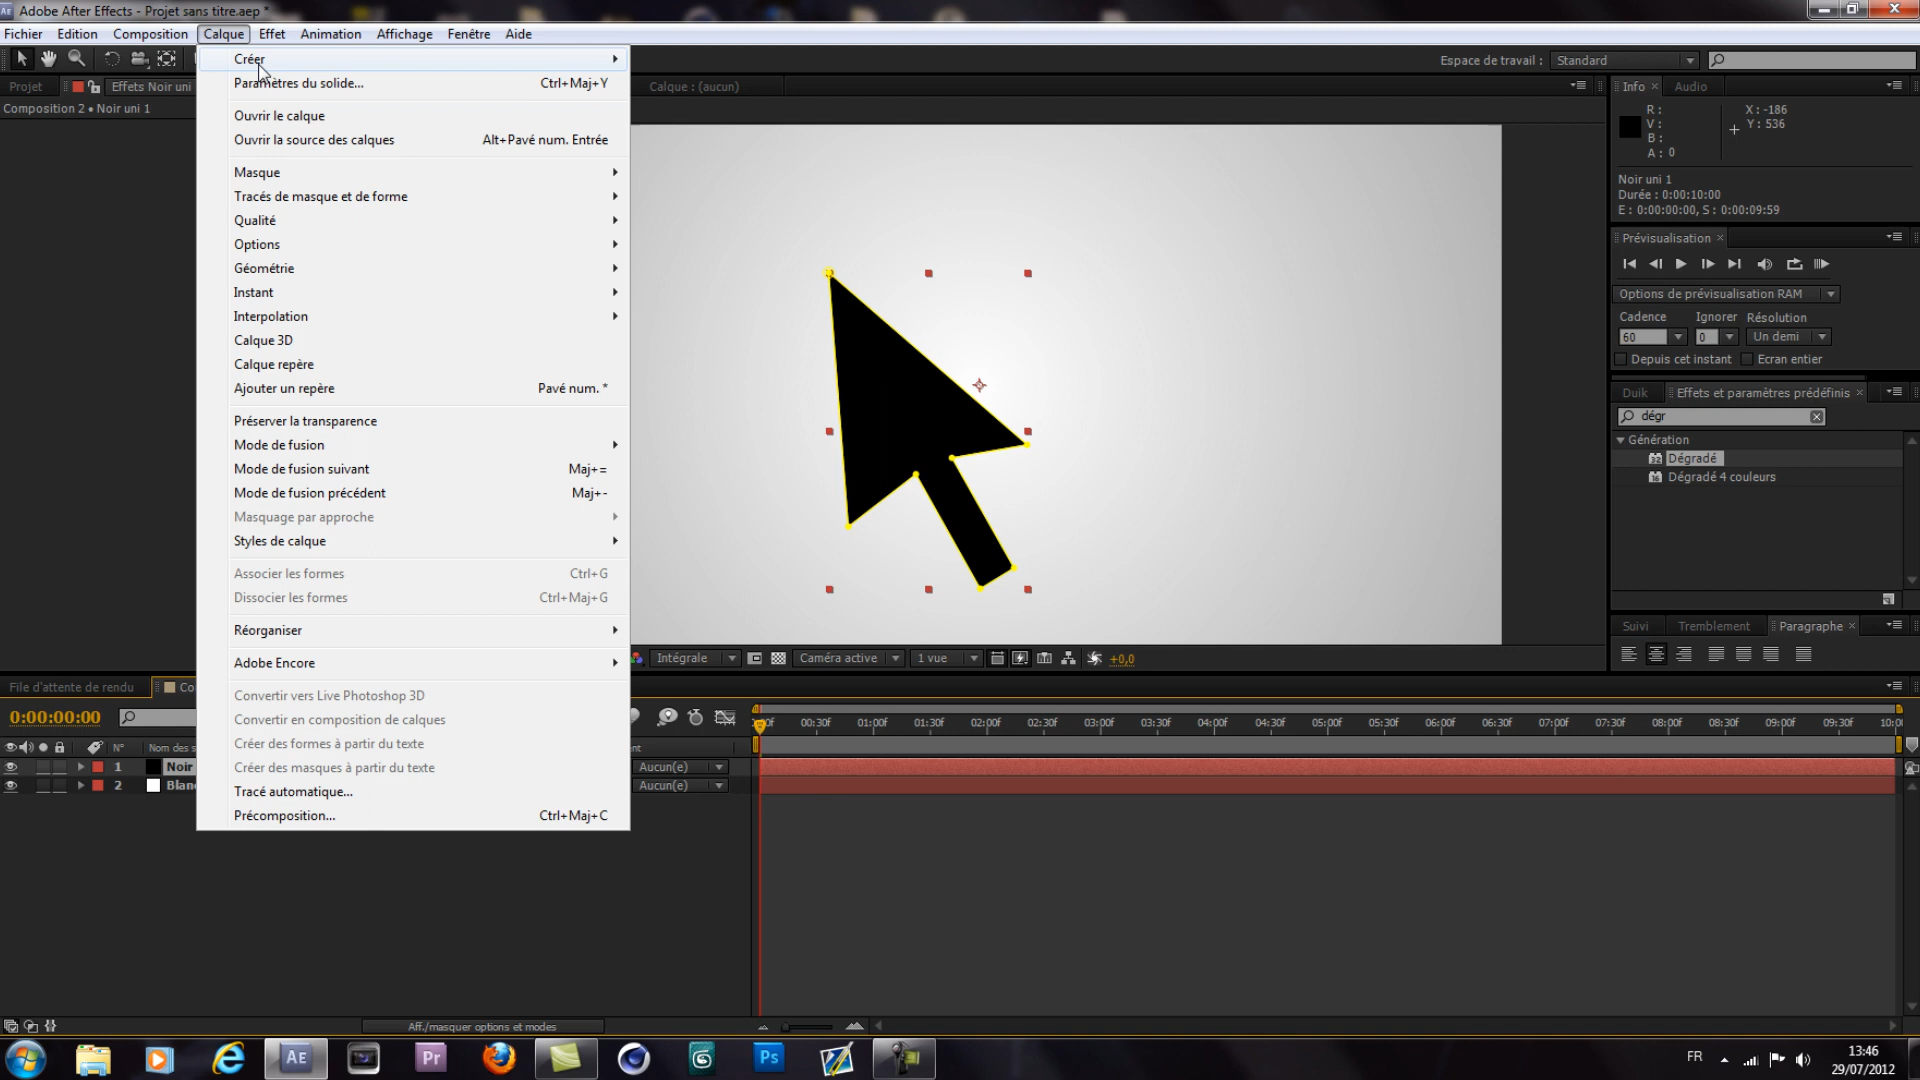 Adobe After Effects - Projet sans titre.aep *
Fichier Edition Composition Calque Effet Animation Affichage Fenêtre Aide
Espace de travail : Standard
Créer
Paramètres du solide... Ctrl+Maj+Y
Ouvrir le calque
Ouvrir la source des calques Alt+Pavé num. Entrée
Masque
Tracés de masque et de forme
Qualité
Options
Géométrie
Instant
Interpolation
Calque 3D
Calque repère
Ajouter un repère Pavé num. *
Préserver la transparence
Mode de fusion
Mode de fusion suivant Maj+=
Mode de fusion précédent Maj+-
Masquage par approche
Styles de calque
Associer les formes Ctrl+G
Dissocier les formes Ctrl+Maj+G
Réorganiser
Adobe Encore
Convertir vers Live Photoshop 3D
Convertir en composition de calques
Créer des formes à partir du texte
Créer des masques à partir du texte
Tracé automatique...
Précomposition... Ctrl+Maj+C
Projet Effets Noir uni
Composition 2 • Noir uni 1
Calque : (aucun)
Info Audio
R : X : -186
V : Y : 536
B :
A : 0
Noir uni 1
Durée : 0:00:10:00
E : 0:00:00:00, S : 0:00:09:59
Prévisualisation
Options de prévisualisation RAM
Cadence Ignorer Résolution
60 0 Un demi
Depuis cet instant Ecran entier
Duik Effets et paramètres prédéfinis
dégr
Génération
32 Dégradé
16 Dégradé 4 couleurs
Suivi Tremblement Paragraphe
Intégrale Caméra active 1 vue +0,0
File d'attente de rendu Co
0:00:00:00
00:30f 01:00f 01:30f 02:00f 02:30f 03:00f 03:30f 04:00f 04:30f 05:00f 05:30f 06:00f 06:30f 07:00f 07:30f 08:00f 08:30f 09:00f 09:30f 10:00
N° Nom des s
1 Noir Aucun(e)
2 Blanc Aucun(e)
Aff./masquer options et modes
AE Pr Ps
FR
13:46
29/07/2012